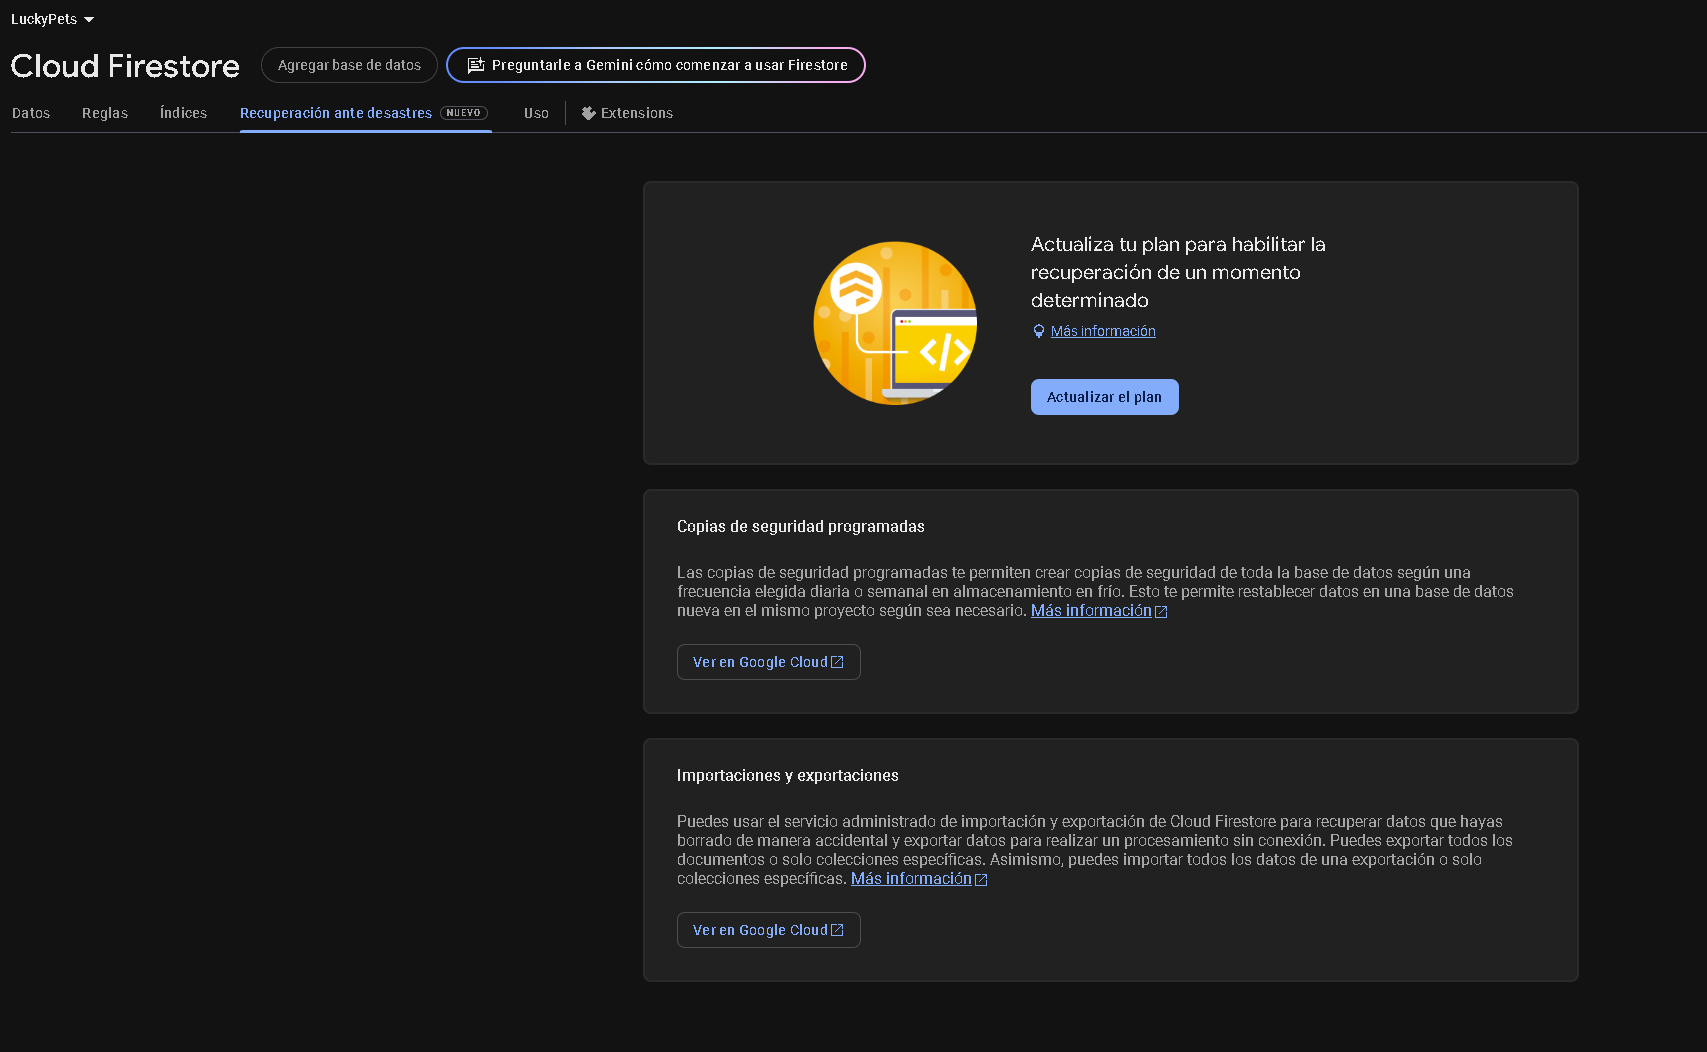 LuckyPets
Cloud Firestore
Agregar base de datos
Preguntarle a Gemini cómo comenzar a usar Firestore
Datos
Reglas
Índices
Recuperación ante desastres
NUEVO
Uso
Extensions
Actualiza tu plan para habilitar la
recuperación de un momento
determinado
Más información
Actualizar el plan
Copias de seguridad programadas
Las copias de seguridad programadas te permiten crear copias de seguridad de toda la base de datos según una
frecuencia elegida diaria o semanal en almacenamiento en frío. Esto te permite restablecer datos en una base de datos
nueva en el mismo proyecto según sea necesario. Más información
Ver en Google Cloud
Importaciones y exportaciones
Puedes usar el servicio administrado de importación y exportación de Cloud Firestore para recuperar datos que hayas
borrado de manera accidental y exportar datos para realizar un procesamiento sin conexión. Puedes exportar todos los
documentos o solo colecciones específicas. Asimismo, puedes importar todos los datos de una exportación o solo
colecciones específicas. Más información
Ver en Google Cloud